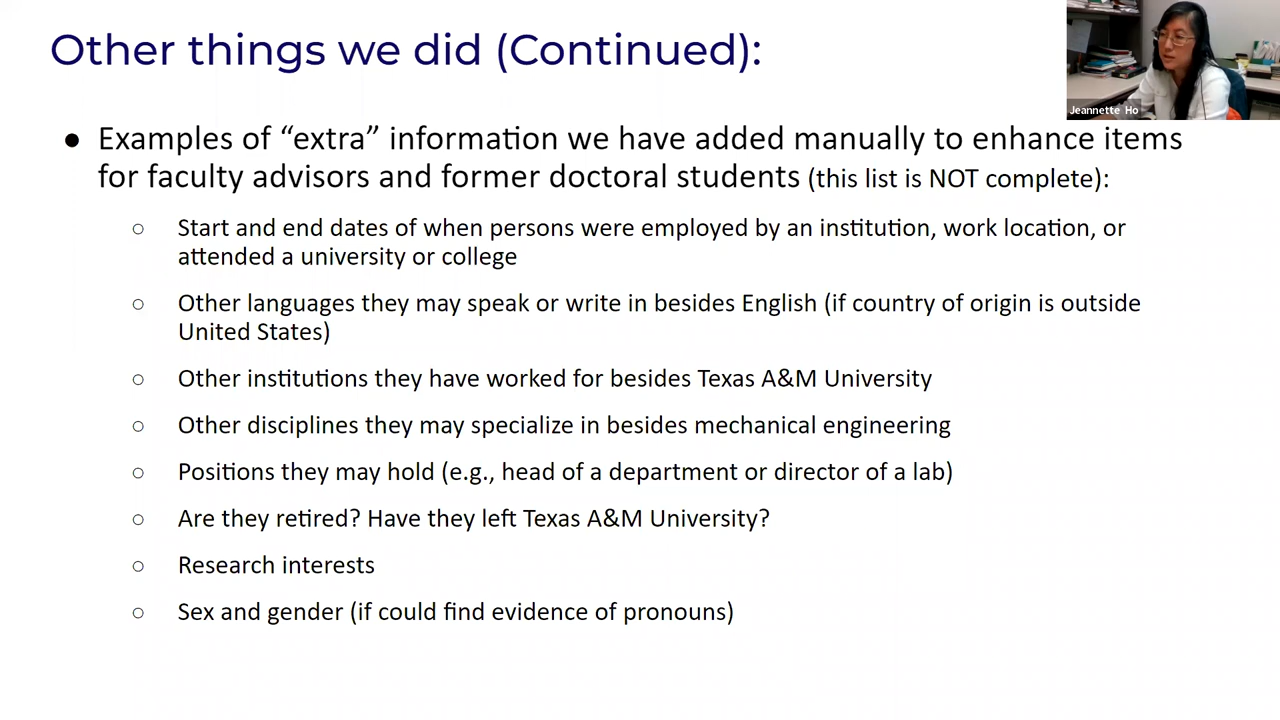 Other things we did (Continued):
Jeannette Ho
● Examples of “extra” information we have added manually to enhance items
for faculty advisors and former doctoral students (this list is NOT complete):
○ Start and end dates of when persons were employed by an institution, work location, or
attended a university or college
○ Other languages they may speak or write in besides English (if country of origin is outside
United States)
○ Other institutions they have worked for besides Texas A&M University
○ Other disciplines they may specialize in besides mechanical engineering
○ Positions they may hold (e.g., head of a department or director of a lab)
○ Are they retired? Have they left Texas A&M University?
○ Research interests
○ Sex and gender (if could find evidence of pronouns)